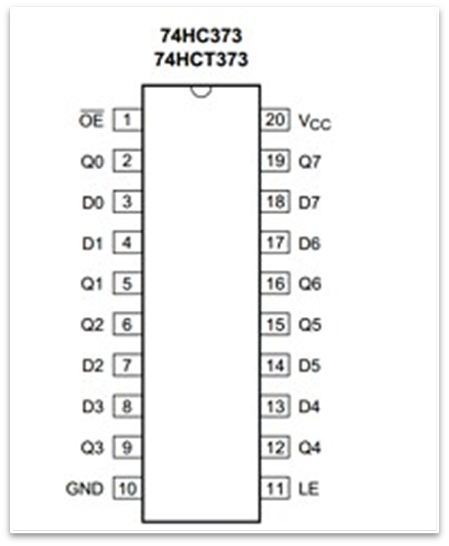 74HC373
74HCT373
O̅E̅ 1 20 VCC
Q0 2 19 Q7
D0 3 18 D7
D1 4 17 D6
Q1 5 16 Q6
Q2 6 15 Q5
D2 7 14 D5
D3 8 13 D4
Q3 9 12 Q4
GND 10 11 LE